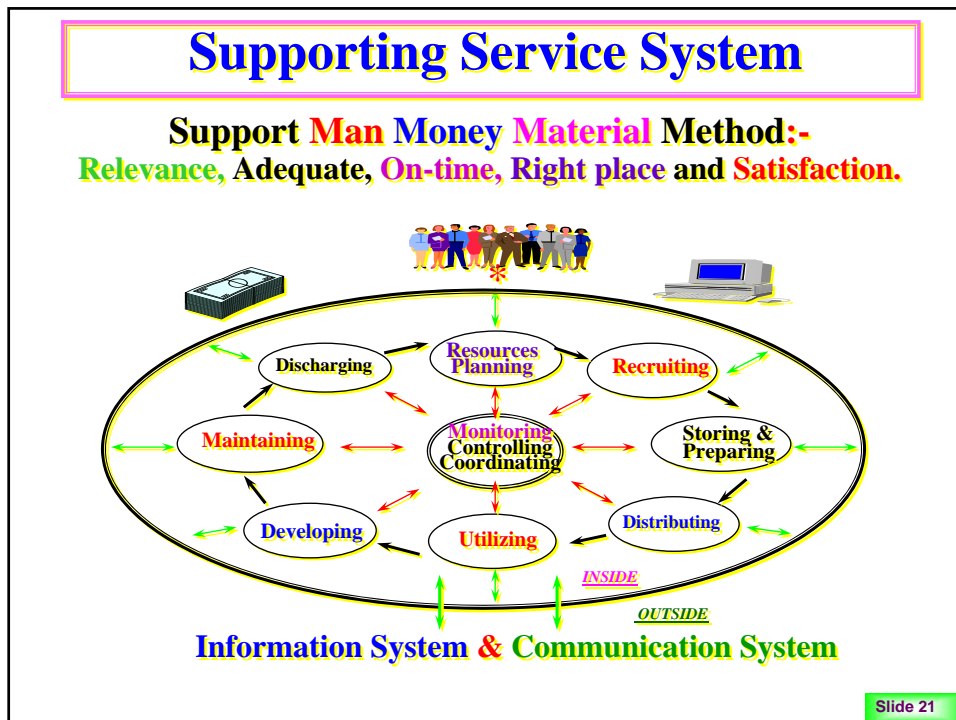 Supporting Service System
Support Man Money Material Method:-
Relevance, Adequate, On-time, Right place and Satisfaction.
*
Resources
Planning
Discharging
Recruiting
Maintaining
Monitoring
Controlling
Coordinating
Storing &
Preparing
Developing
Utilizing
Distributing
INSIDE
OUTSIDE
Information System & Communication System
Slide 21